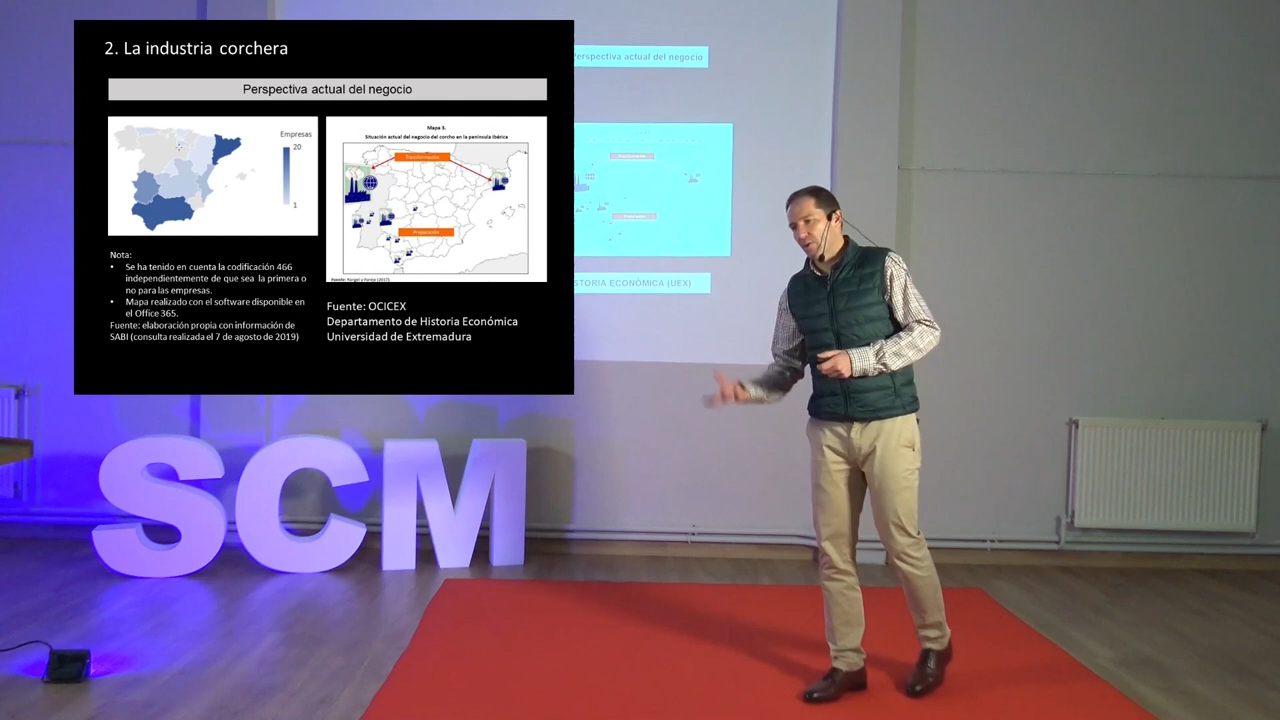 2. La industria corchera
Perspectiva actual del negocio
Empresas
20
1
Mapa 3.
Situación actual del negocio del corcho en la península Ibérica
Transformación
Preparación
Nota:
• Se ha tenido en cuenta la codificación 466
independientemente de que sea la primera o
no para las empresas.
• Mapa realizado con el software disponible en
el Office 365.
Fuente: elaboración propia con información de
SABI (consulta realizada el 7 de agosto de 2019)
Fuente: OCICEX
Departamento de Historia Económica
Universidad de Extremadura
Perspectiva actual del negocio
STORIA ECONÓMICA (UEX)
SCM